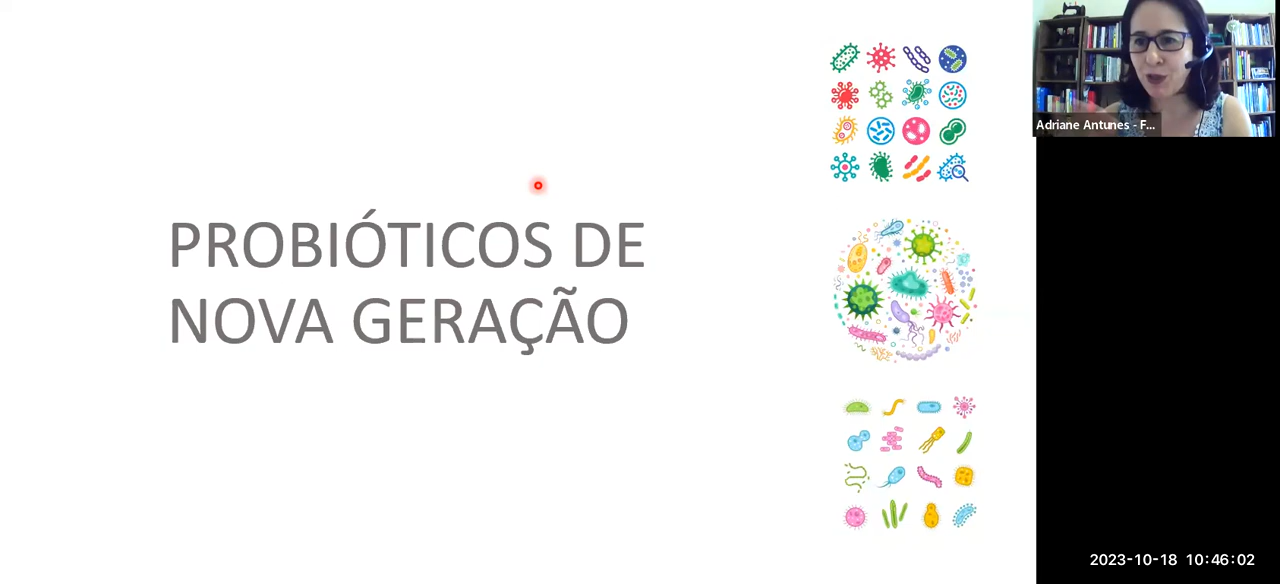 PROBIÓTICOS DE
NOVA GERAÇÃO
Adriane Antunes - F...
2023-10-18 10:46:02